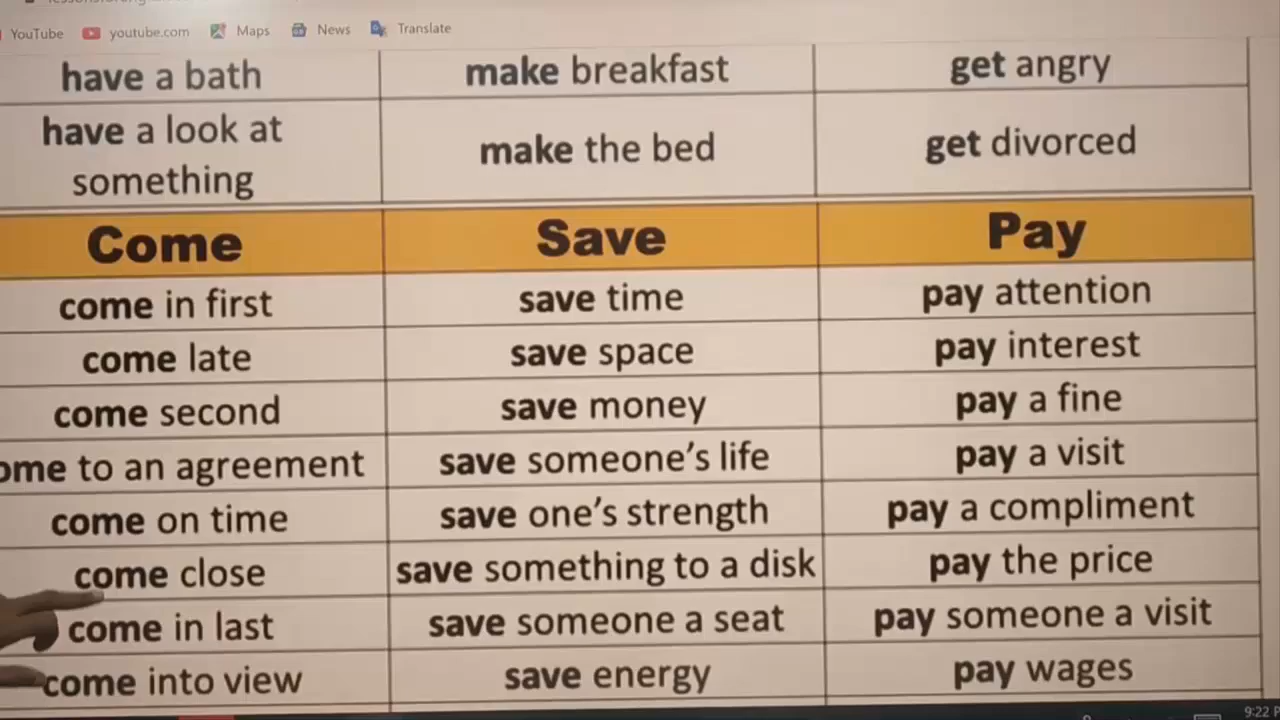 YouTube youtube.com Maps News Translate
have a bath make breakfast get angry
have a look at
something make the bed get divorced
Come Save Pay
come in first save time pay attention
come late save space pay interest
come second save money pay a fine
ome to an agreement save someone's life pay a visit
come on time save one's strength pay a compliment
come close save something to a disk pay the price
come in last save someone a seat pay someone a visit
come into view save energy pay wages
9:22 P